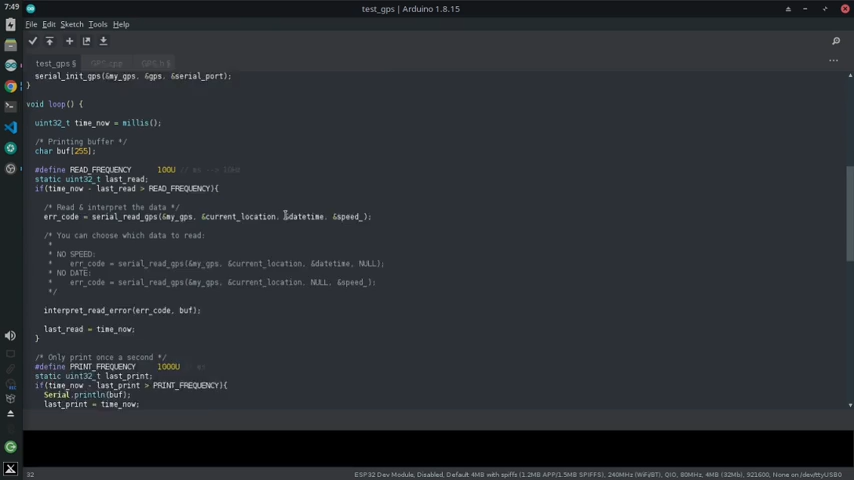 7:49
test_gps | Arduino 1.8.15
File Edit Sketch Tools Help
test_gps § GPS.cpp GPS.h §
serial_init_gps(&my_gps, &gps, &serial_port);
}
void loop() {
uint32_t time_now = millis();
/* Printing buffer */
char buf[255];
#define READ_FREQUENCY 100U // ms --> 10Hz
static uint32_t last_read;
if(time_now - last_read > READ_FREQUENCY){
/* Read & interpret the data */
err_code = serial_read_gps(&my_gps, &current_location, &datetime, &speed_);
/* You can choose which data to read:
*
* NO SPEED:
* err_code = serial_read_gps(&my_gps, &current_location, &datetime, NULL);
* NO DATE:
* err_code = serial_read_gps(&my_gps, &current_location, NULL, &speed_);
*/
interpret_read_error(err_code, buf);
last_read = time_now;
}
/* Only print once a second */
#define PRINT_FREQUENCY 1000U // ms
static uint32_t last_print;
if(time_now - last_print > PRINT_FREQUENCY){
Serial.println(buf);
last_print = time_now;
32
ESP32 Dev Module, Disabled, Default 4MB with spiffs (1.2MB APP/1.5MB SPIFFS), 240MHz (WiFi/BT), QIO, 80MHz, 4MB (32Mb), 921600, None on /dev/ttyUSB0